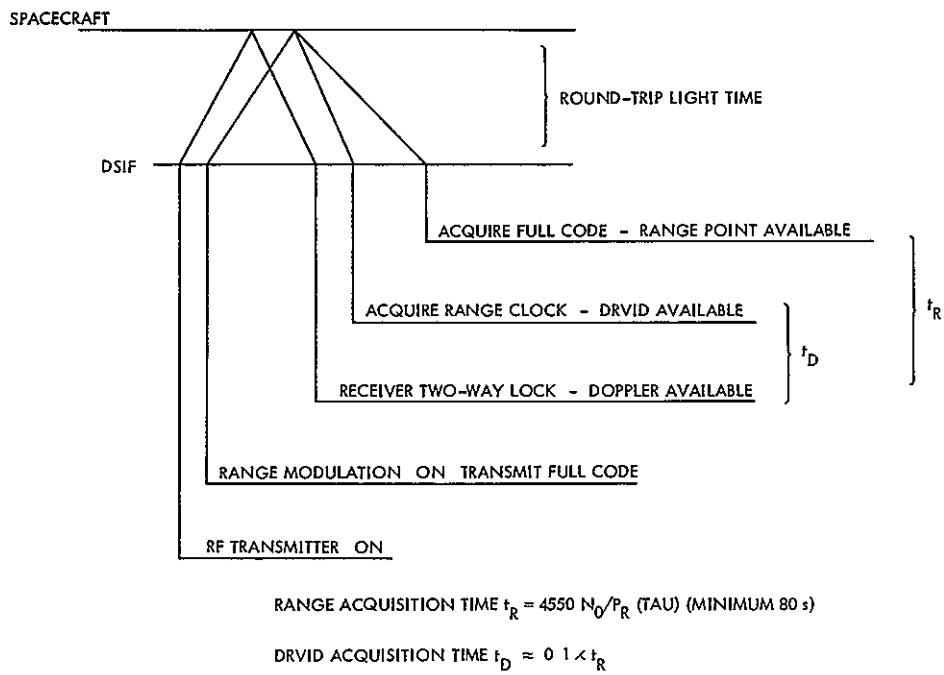 SPACECRAFT
ROUND-TRIP LIGHT TIME
DSIF
ACQUIRE FULL CODE - RANGE POINT AVAILABLE
t_R
ACQUIRE RANGE CLOCK - DRVID AVAILABLE
t_D
RECEIVER TWO-WAY LOCK - DOPPLER AVAILABLE
RANGE MODULATION ON TRANSMIT FULL CODE
RF TRANSMITTER ON
RANGE ACQUISITION TIME t_R = 4550 N_0/P_R (TAU) (MINIMUM 80 s)
DRVID ACQUISITION TIME t_D ≈ 0 1 × t_R